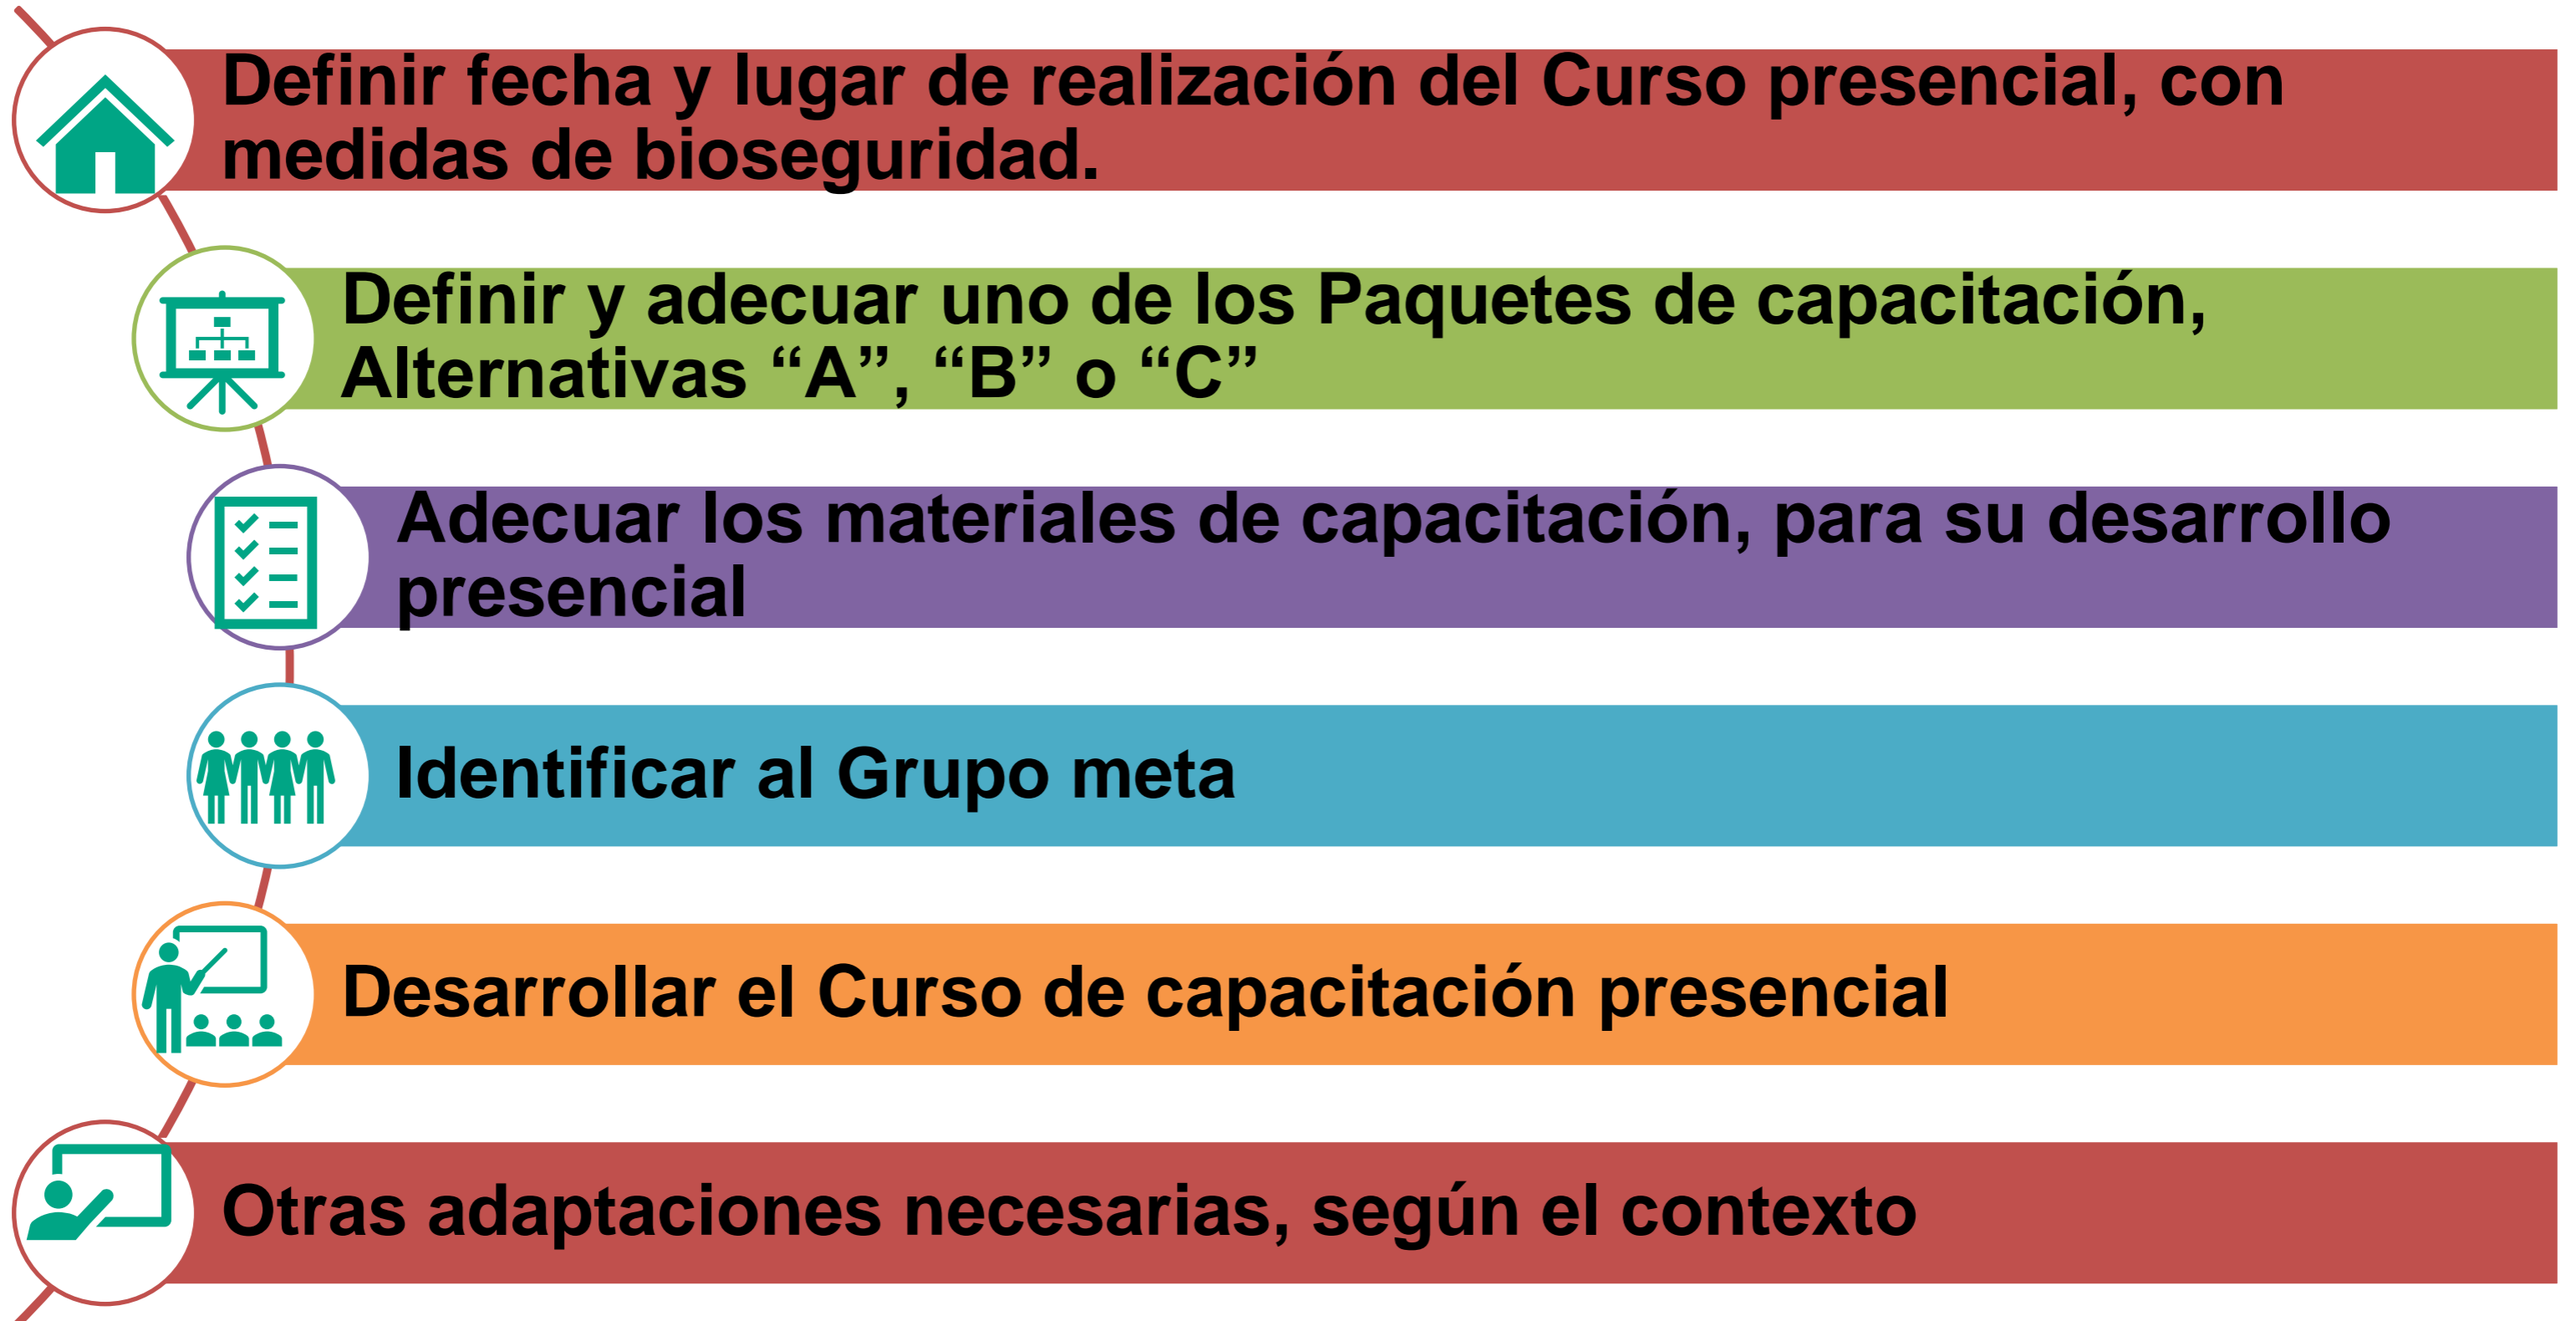 Definir fecha y lugar de realización del Curso presencial, con
medidas de bioseguridad.
Definir y adecuar uno de los Paquetes de capacitación,
Alternativas “A”, “B” o “C”
Adecuar los materiales de capacitación, para su desarrollo
presencial
Identificar al Grupo meta
Desarrollar el Curso de capacitación presencial
Otras adaptaciones necesarias, según el contexto